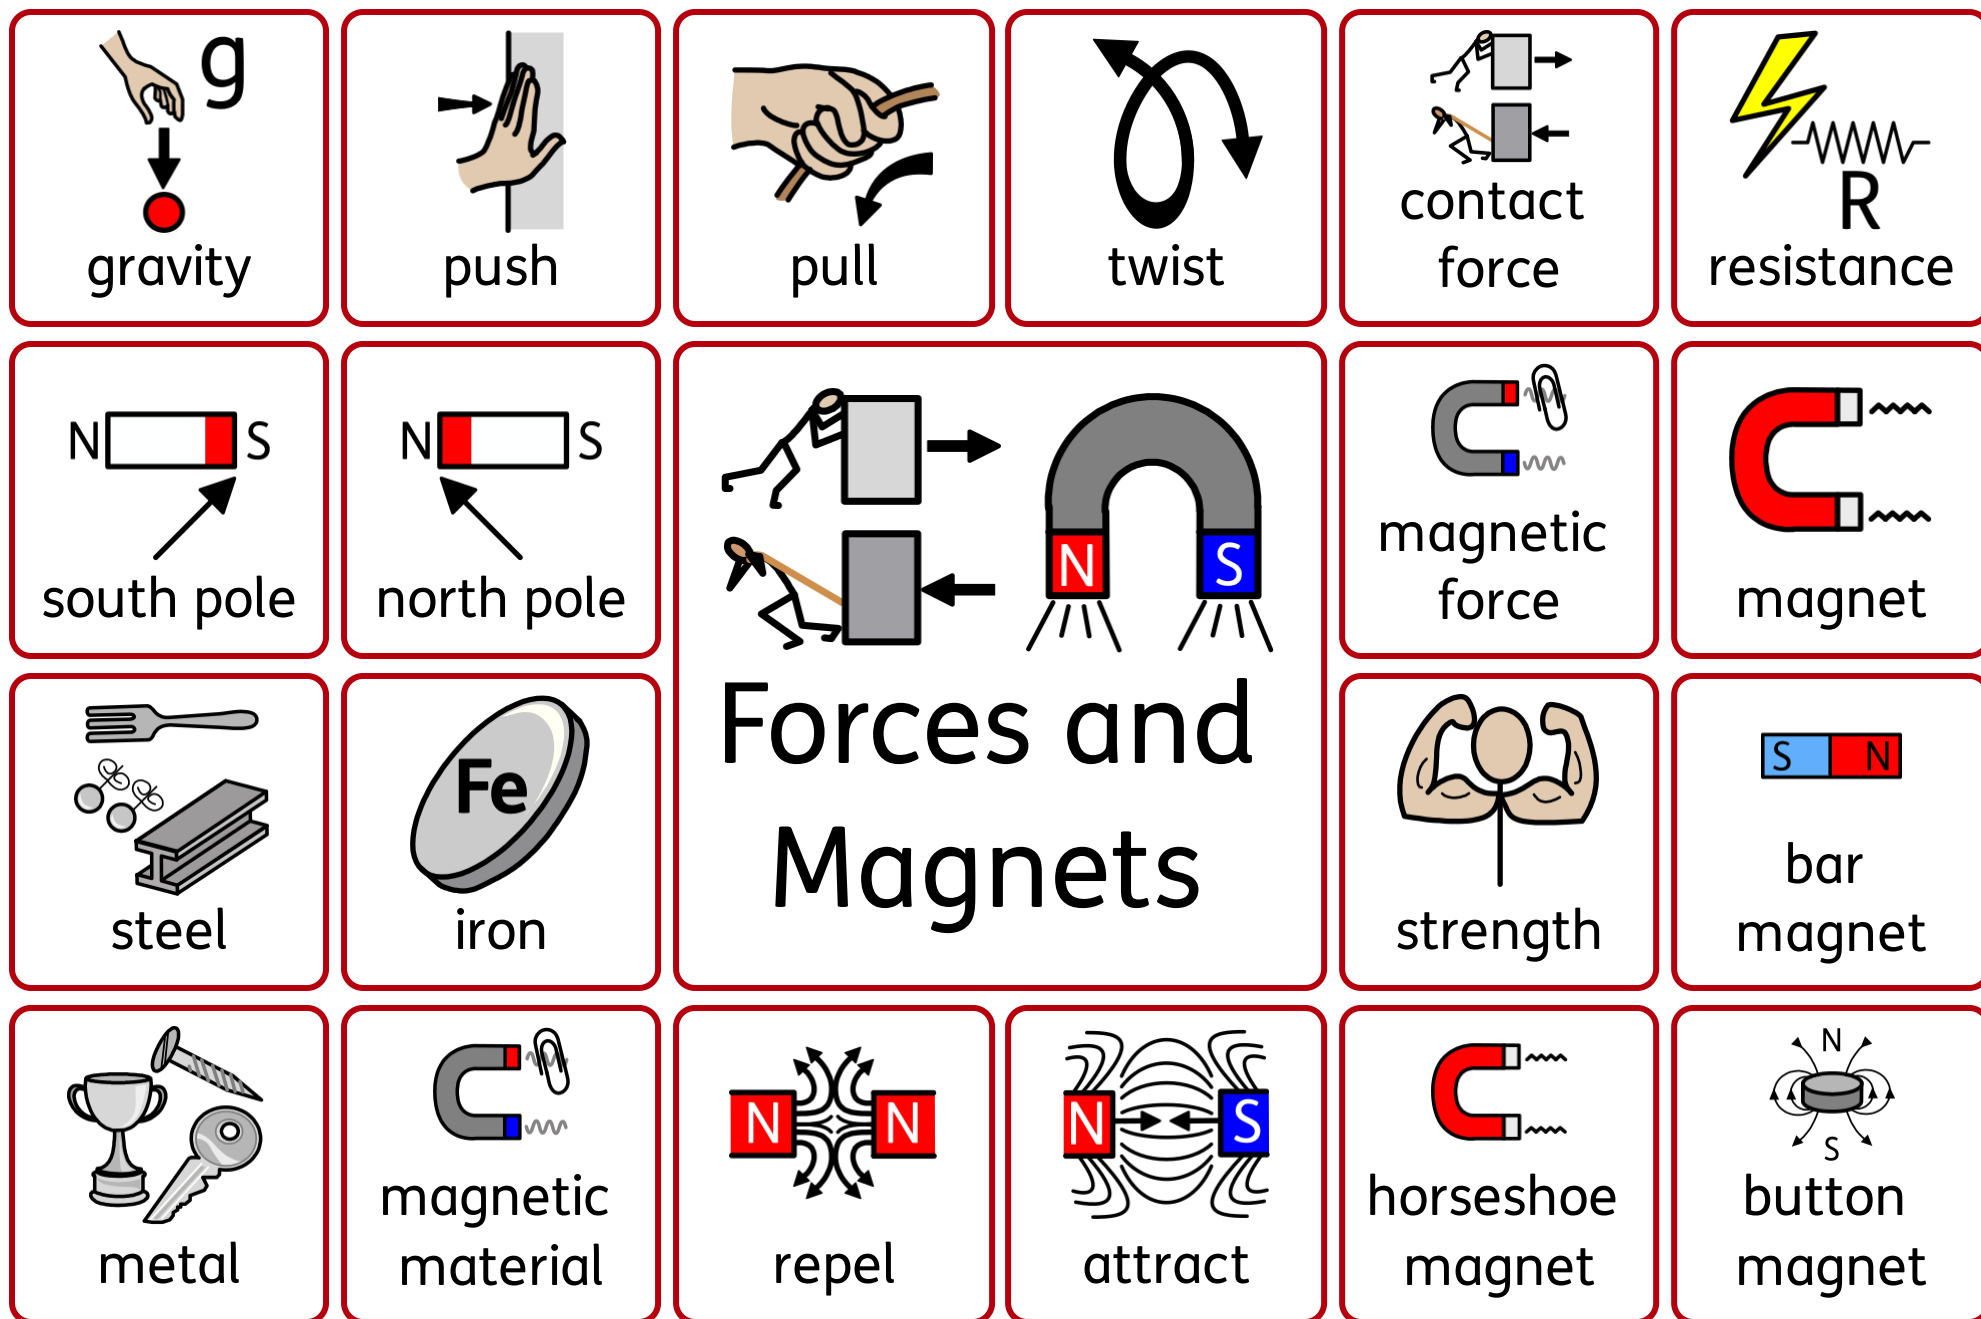 g
gravity
push
pull
twist
contact
force
R
resistance
N S
south pole
N S
north pole
N S
Forces and
Magnets
magnetic
force
magnet
steel
Fe
iron
strength
S N
bar
magnet
metal
magnetic
material
N N
repel
N S
attract
horseshoe
magnet
N
S
button
magnet